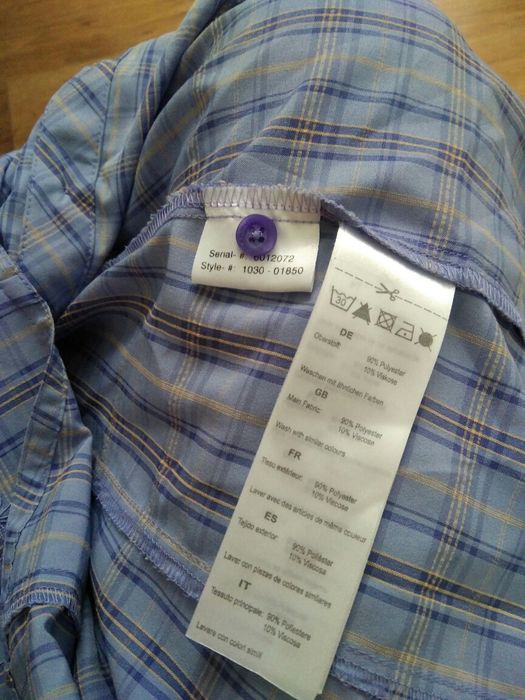 Serial- #: 6012072
Style- #: 1030 - 01850
30
DE
Oberstoff: 90% Polyester
10% Viskose
Waschen mit ähnlichen Farben
GB
Main Fabric: 90% Polyester
10% Viscose
Wash with similar colours
FR
Tissu extérieur: 90% Polyester
10% Viscose
Laver avec des articles de même couleur
ES
Tejido exterior: 90% Poliéster
10% Viscosa
Lavar con piezas de colores similares
IT
Tessuto principale: 90% Poliestere
10% Viscosa
Lavare con colori simili